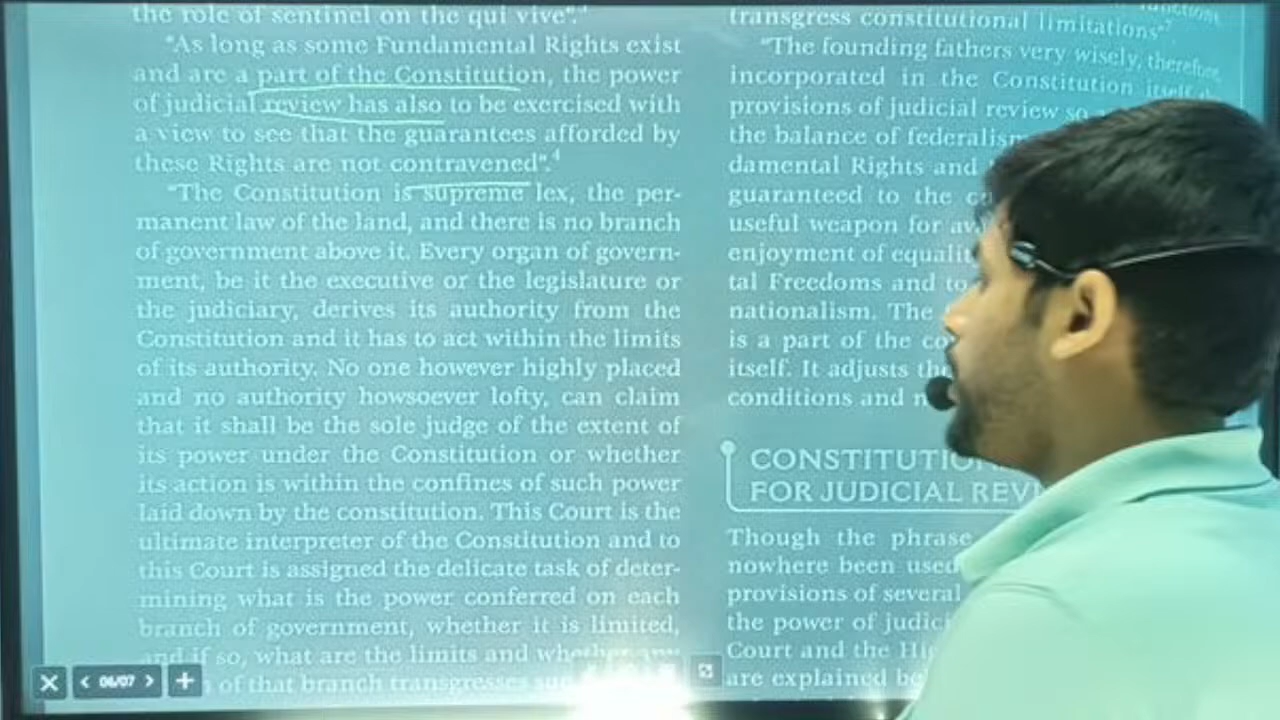 the role of sentinel on the qui vive".
"As long as some Fundamental Rights exist
and are a part of the Constitution, the power
of judicial review has also to be exercised with
a view to see that the guarantees afforded by
these Rights are not contravened".4
"The Constitution is supreme lex, the per-
manent law of the land, and there is no branch
of government above it. Every organ of govern-
ment, be it the executive or the legislature or
the judiciary, derives its authority from the
Constitution and it has to act within the limits
of its authority. No one however highly placed
and no authority howsoever lofty, can claim
that it shall be the sole judge of the extent of
its power under the Constitution or whether
its action is within the confines of such power
laid down by the constitution. This Court is the
ultimate interpreter of the Constitution and to
this Court is assigned the delicate task of deter-
mining what is the power conferred on each
branch of government, whether it is limited,
and if so, what are the limits and whether any
of that branch transgresses
06/07
functions
transgress constitutional limitations"7
"The founding fathers very wisely, therefore,
incorporated in the Constitution itself
provisions of judicial review so
the balance of federalism
damental Rights and
guaranteed to the
useful weapon for
enjoyment of
tal Freedoms and to
nationalism. The
is a part of the
itself. It adjusts
conditions and
FOR JUDICIAL
Though the phrase
nowhere been used
provisions of several
the power of
Court and the
are explained